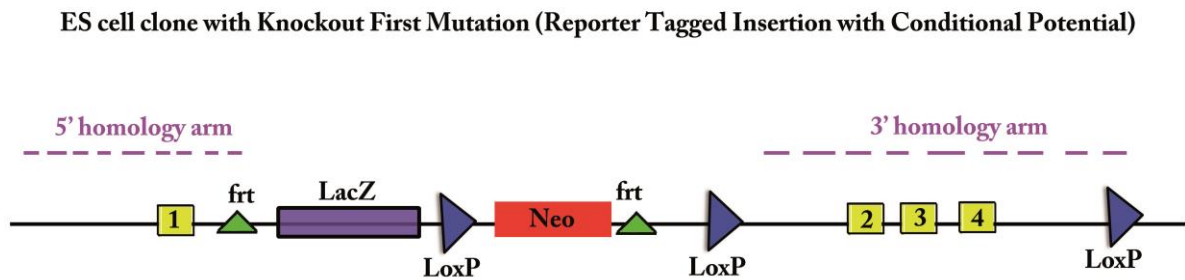 ES cell clone with Knockout First Mutation (Reporter Tagged Insertion with Conditional Potential)
5' homology arm
3' homology arm
frt
LacZ
frt
1
Neo
2
3
4
LoxP
LoxP
LoxP